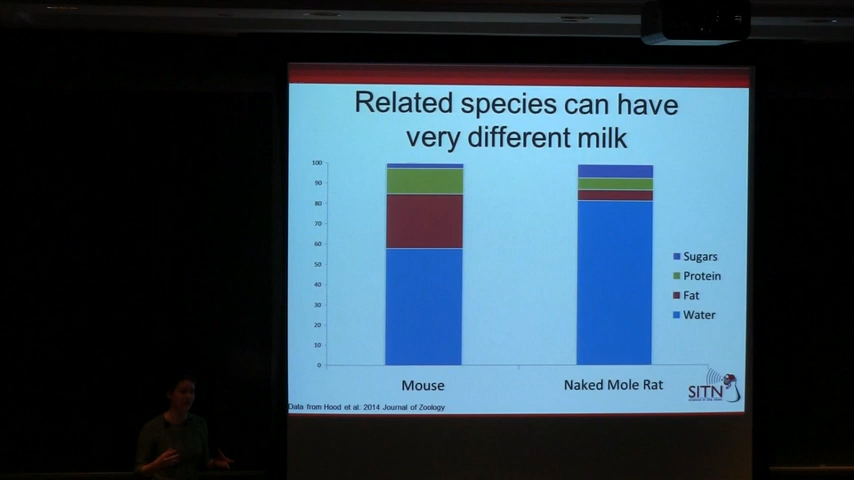 Related species can have
very different milk
100
90
80
70
60
50
40
30
20
10
0
Sugars
Protein
Fat
Water
Mouse
Naked Mole Rat
SITN
Data from Hood et al. 2014 Journal of Zoology